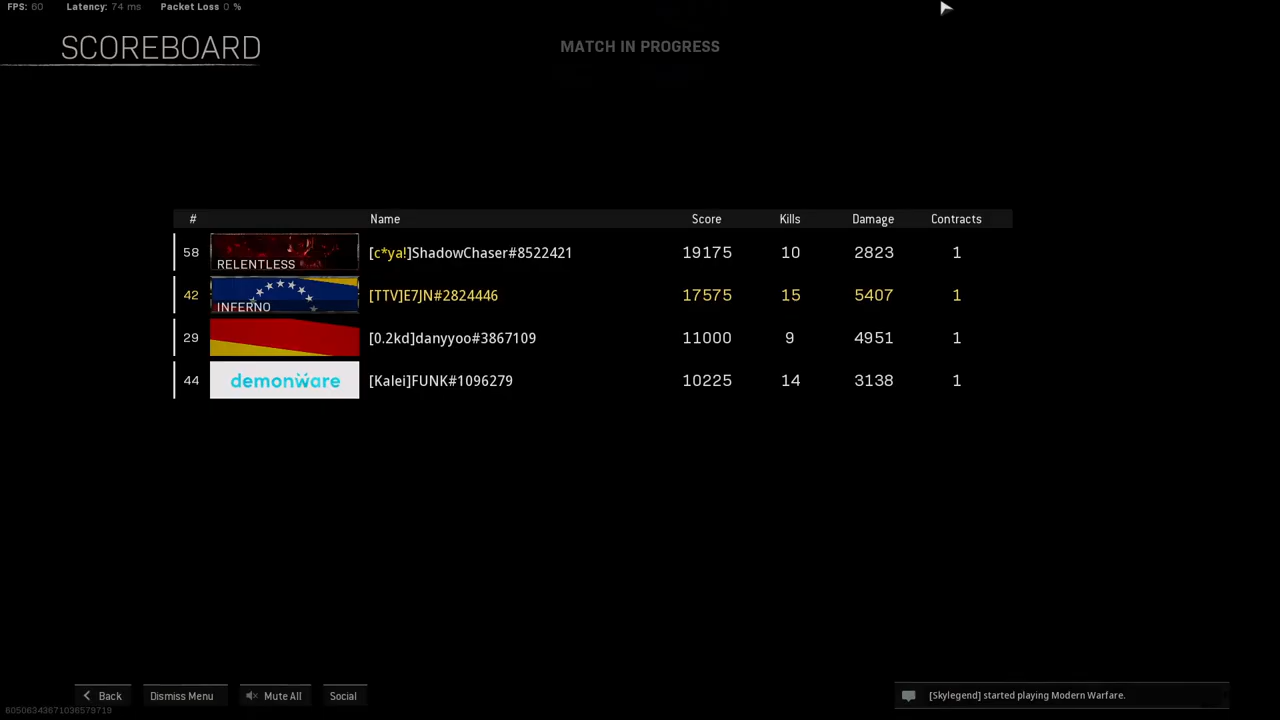 FPS: 60 Latency: 74 ms Packet Loss 0 %
SCOREBOARD
MATCH IN PROGRESS
# Name Score Kills Damage Contracts
58 RELENTLESS [c*ya!]ShadowChaser#8522421 19175 10 2823 1
42 INFERNO [TTV]E7JN#2824446 17575 15 5407 1
29 [0.2kd]danyyoo#3867109 11000 9 4951 1
44 demonware [Kalei]FUNK#1096279 10225 14 3138 1
Back Dismiss Menu Mute All Social
[Skylegend] started playing Modern Warfare.
60506343671036579719